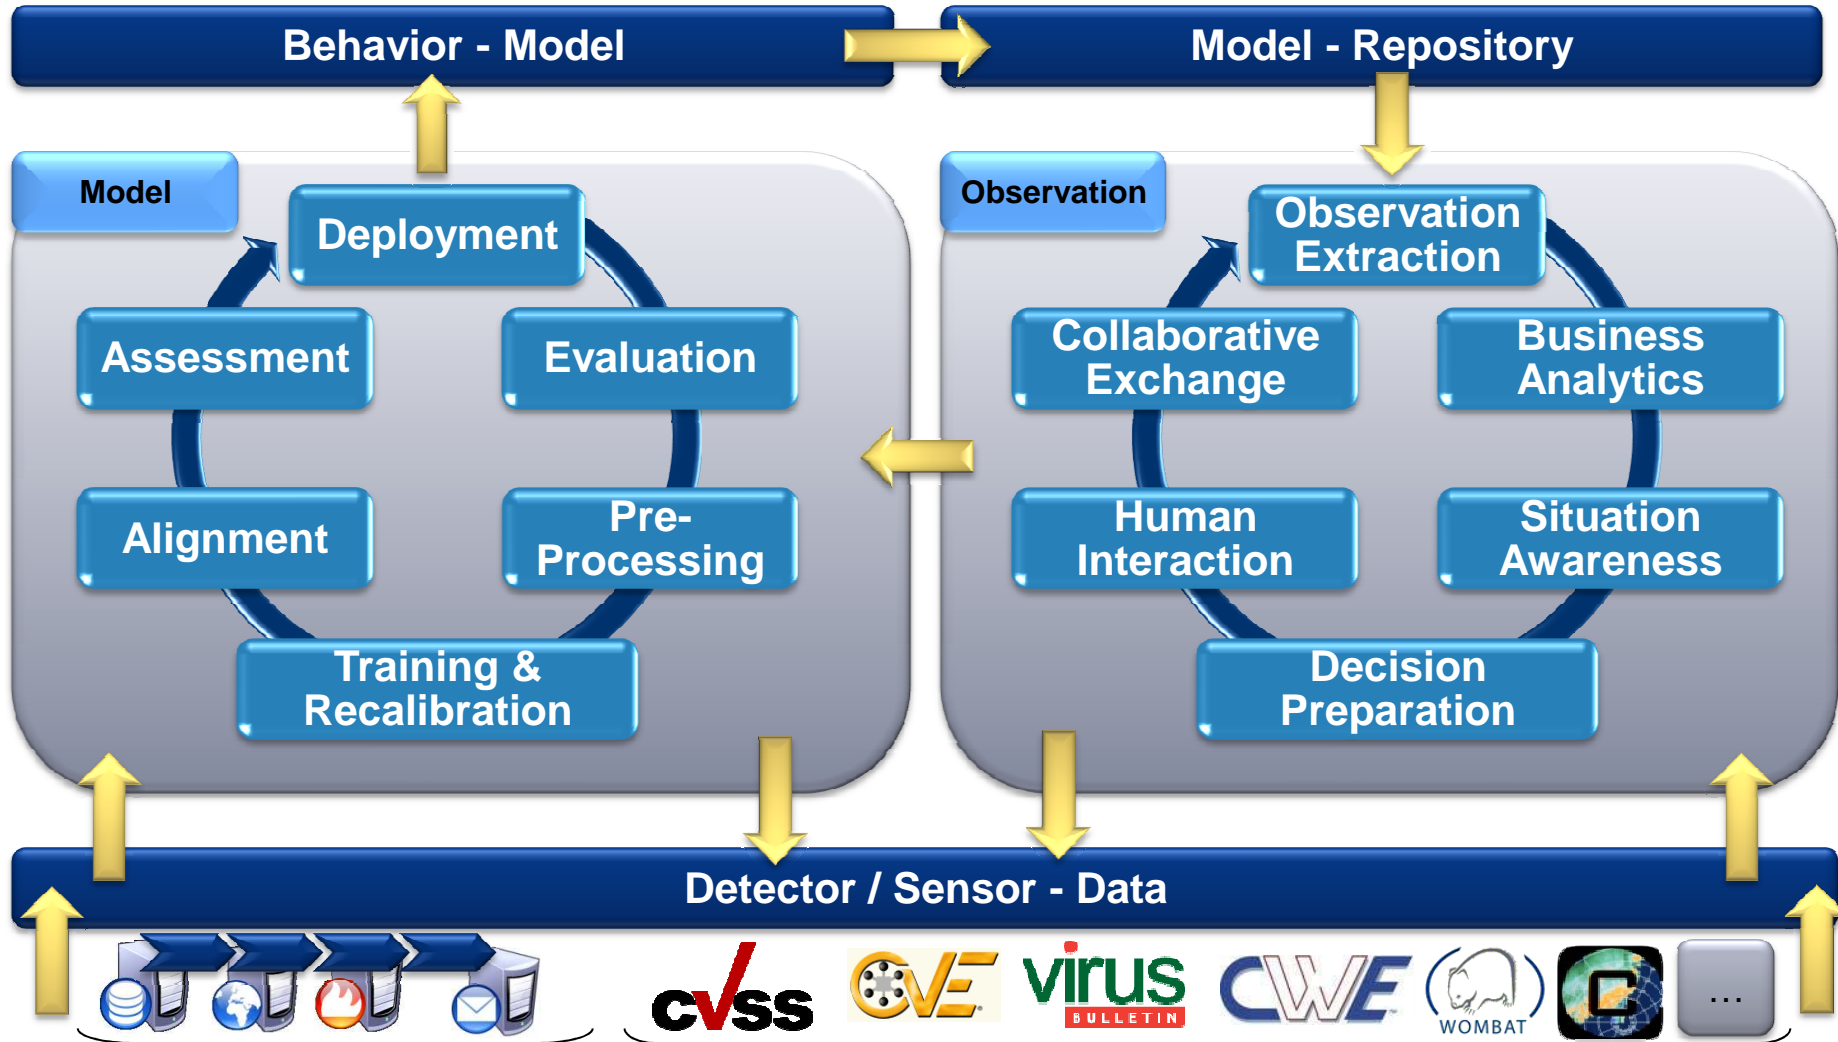 Behavior - Model
Model - Repository
Model
Deployment
Assessment
Evaluation
Alignment
Pre-
Processing
Training &
Recalibration
Observation
Observation
Extraction
Collaborative
Exchange
Business
Analytics
Human
Interaction
Situation
Awareness
Decision
Preparation
Detector / Sensor - Data
cvss
CVE
virus
BULLETIN
CWE
WOMBAT
C
...